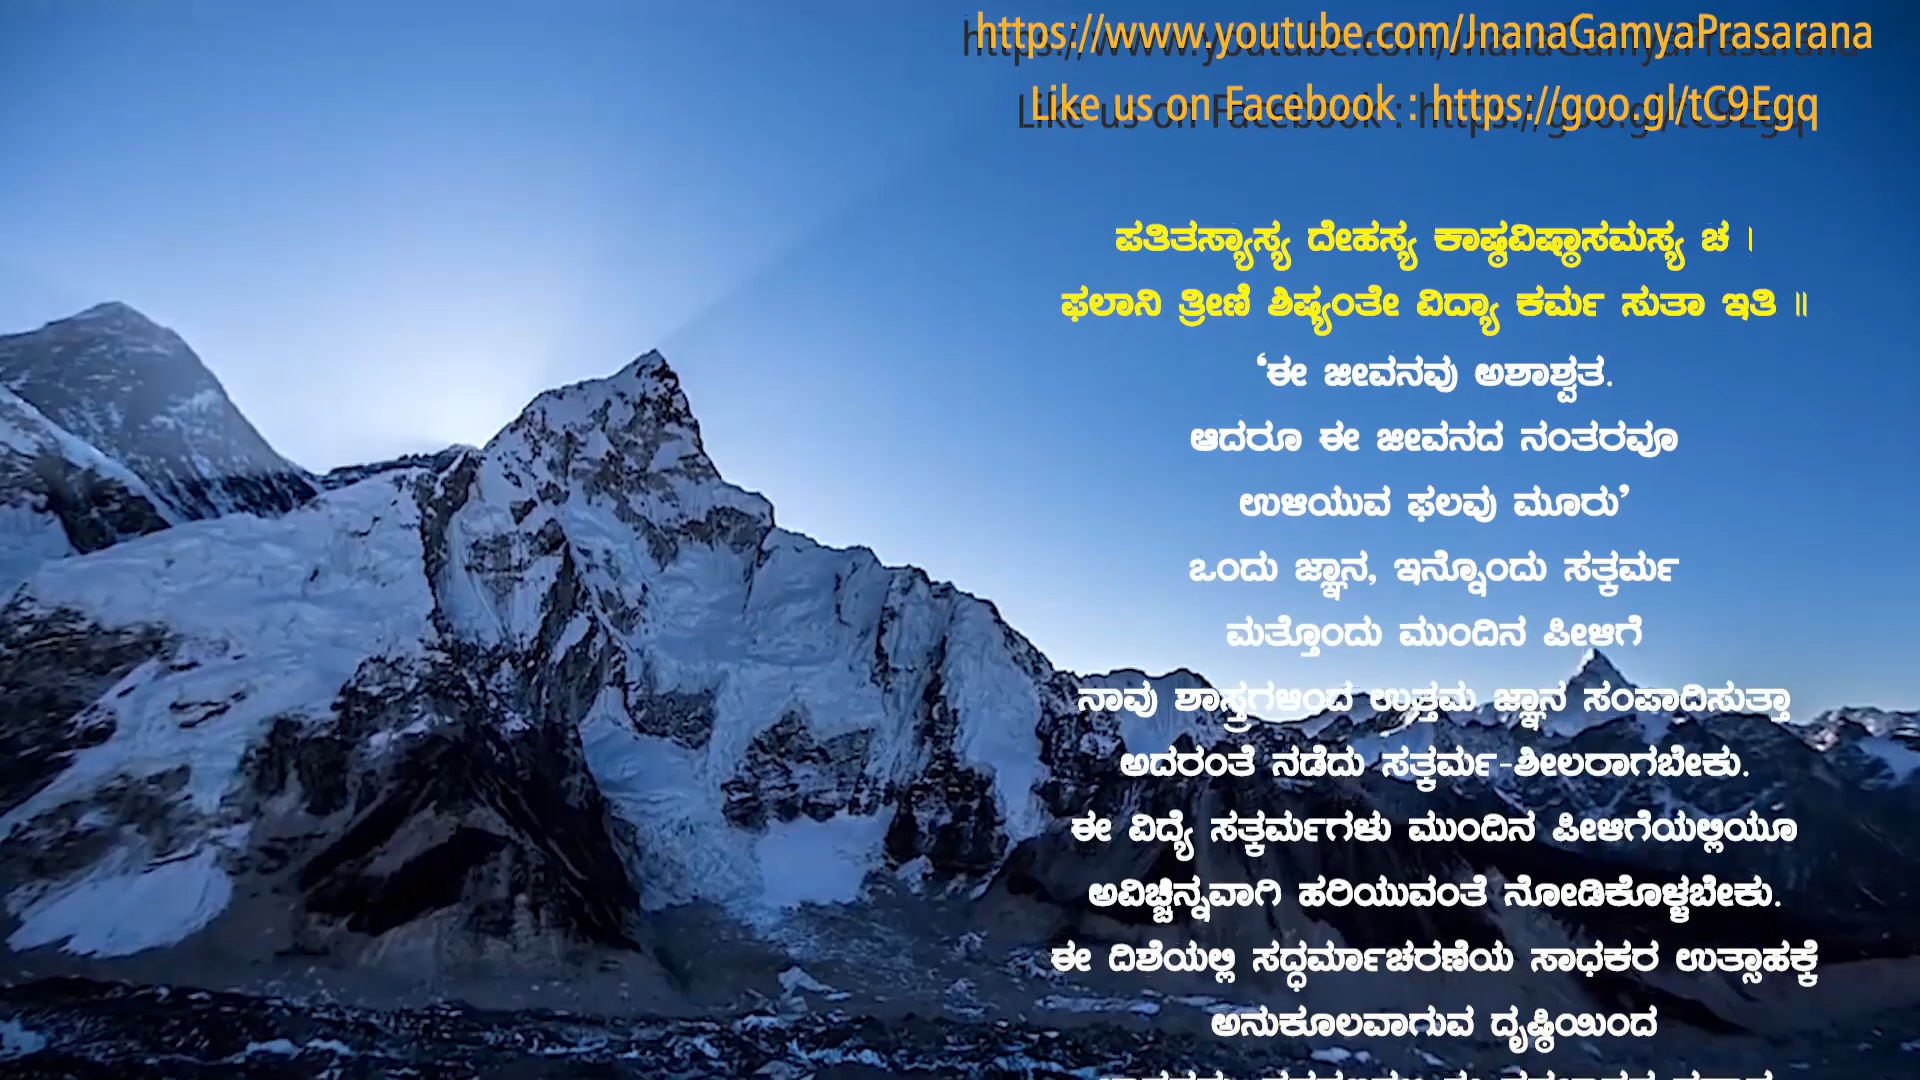 https://www.youtube.com/JnanaGamyaPrasarana
Like us on Facebook : https://goo.gl/tC9Egq
ಪತಿತಸ್ಯಾಸ್ಯ ದೇಹಸ್ಯ ಕಾಷ್ಠವಿಷ್ಠಾಸಮಸ್ಯ ಚ ।
ಫಲಾನಿ ತ್ರೀಣಿ ಶಿಷ್ಯಂತೇ ವಿದ್ಯಾ ಕರ್ಮ ಸುತಾ ಇತಿ ॥
‘ಈ ಜೀವನವು ಅಶಾಶ್ವತ.
ಆದರೂ ಈ ಜೀವನದ ನಂತರವೂ
ಉಳಿಯುವ ಫಲವು ಮೂರು’
ಒಂದು ಜ್ಞಾನ, ಇನ್ನೊಂದು ಸತ್ಕರ್ಮ
ಮತ್ತೊಂದು ಮುಂದಿನ ಪೀಳಿಗೆ
ನಾವು ಶಾಸ್ತ್ರಗಳಿಂದ ಉತ್ತಮ ಜ್ಞಾನ ಸಂಪಾದಿಸುತ್ತಾ
ಅದರಂತೆ ನಡೆದು ಸತ್ಕರ್ಮ-ಶೀಲರಾಗಬೇಕು.
ಈ ವಿದ್ಯೆ ಸತ್ಕರ್ಮಗಳು ಮುಂದಿನ ಪೀಳಿಗೆಯಲ್ಲಿಯೂ
ಅವಿಚ್ಛಿನ್ನವಾಗಿ ಹರಿಯುವಂತೆ ನೋಡಿಕೊಳ್ಳಬೇಕು.
ಈ ದಿಶೆಯಲ್ಲಿ ಸದ್ಧರ್ಮಾಚರಣೆಯ ಸಾಧಕರ ಉತ್ಸಾಹಕ್ಕೆ
ಅನುಕೂಲವಾಗುವ ದೃಷ್ಠಿಯಿಂದ